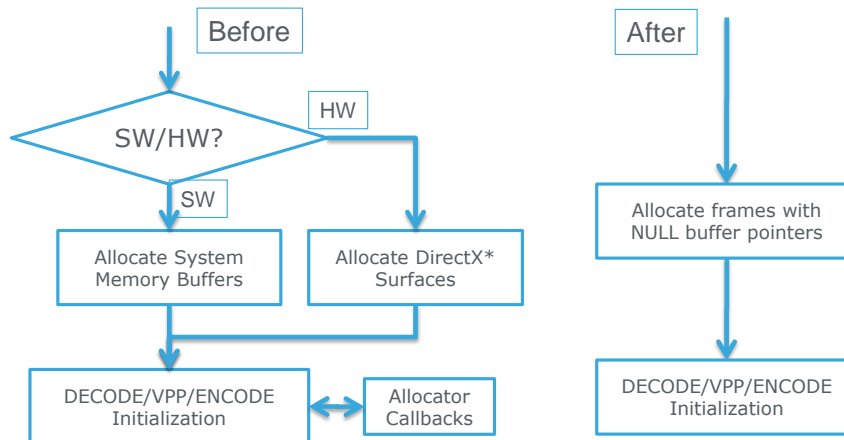 Before
SW/HW?
HW
SW
Allocate System
Memory Buffers
Allocate DirectX*
Surfaces
DECODE/VPP/ENCODE
Initialization
Allocator
Callbacks
After
Allocate frames with
NULL buffer pointers
DECODE/VPP/ENCODE
Initialization